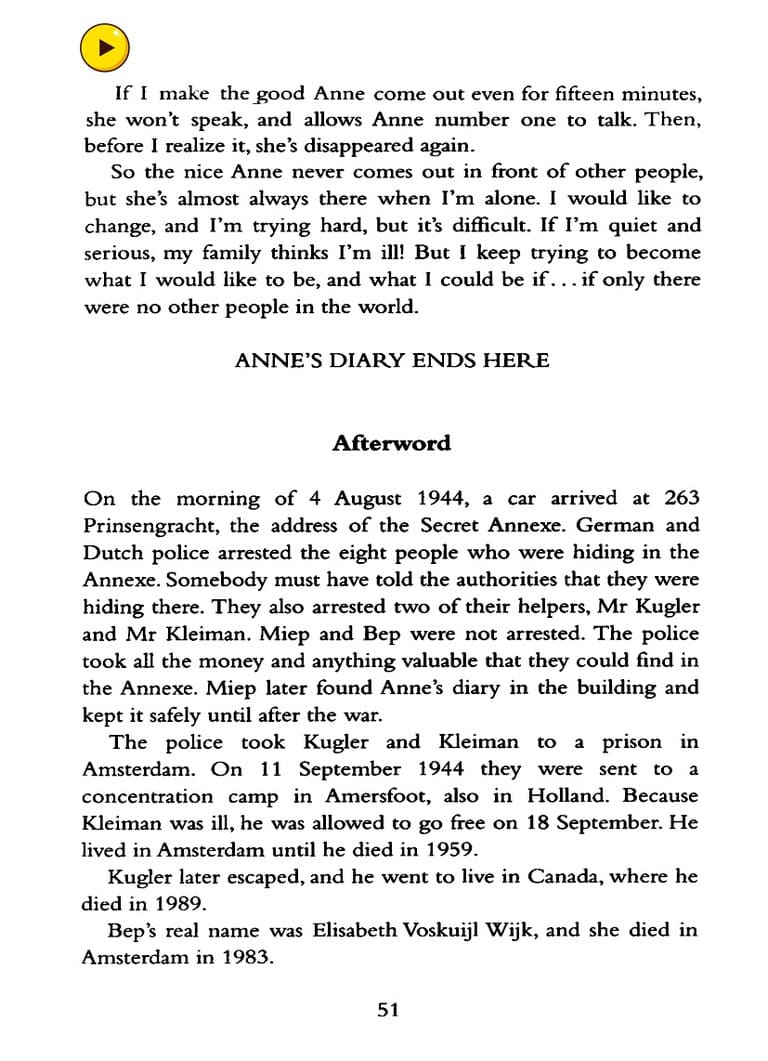 If I make the good Anne come out even for fifteen minutes,
she won't speak, and allows Anne number one to talk. Then,
before I realize it, she's disappeared again.
So the nice Anne never comes out in front of other people,
but she's almost always there when I'm alone. I would like to
change, and I'm trying hard, but it's difficult. If I'm quiet and
serious, my family thinks I'm ill! But I keep trying to become
what I would like to be, and what I could be if... if only there
were no other people in the world.
ANNE'S DIARY ENDS HERE
Afterword
On the morning of 4 August 1944, a car arrived at 263
Prinsengracht, the address of the Secret Annexe. German and
Dutch police arrested the eight people who were hiding in the
Annexe. Somebody must have told the authorities that they were
hiding there. They also arrested two of their helpers, Mr Kugler
and Mr Kleiman. Miep and Bep were not arrested. The police
took all the money and anything valuable that they could find in
the Annexe. Miep later found Anne's diary in the building and
kept it safely until after the war.
The police took Kugler and Kleiman to a prison in
Amsterdam. On 11 September 1944 they were sent to a
concentration camp in Amersfoot, also in Holland. Because
Kleiman was ill, he was allowed to go free on 18 September. He
lived in Amsterdam until he died in 1959.
Kugler later escaped, and he went to live in Canada, where he
died in 1989.
Bep's real name was Elisabeth Voskuijl Wijk, and she died in
Amsterdam in 1983.
51